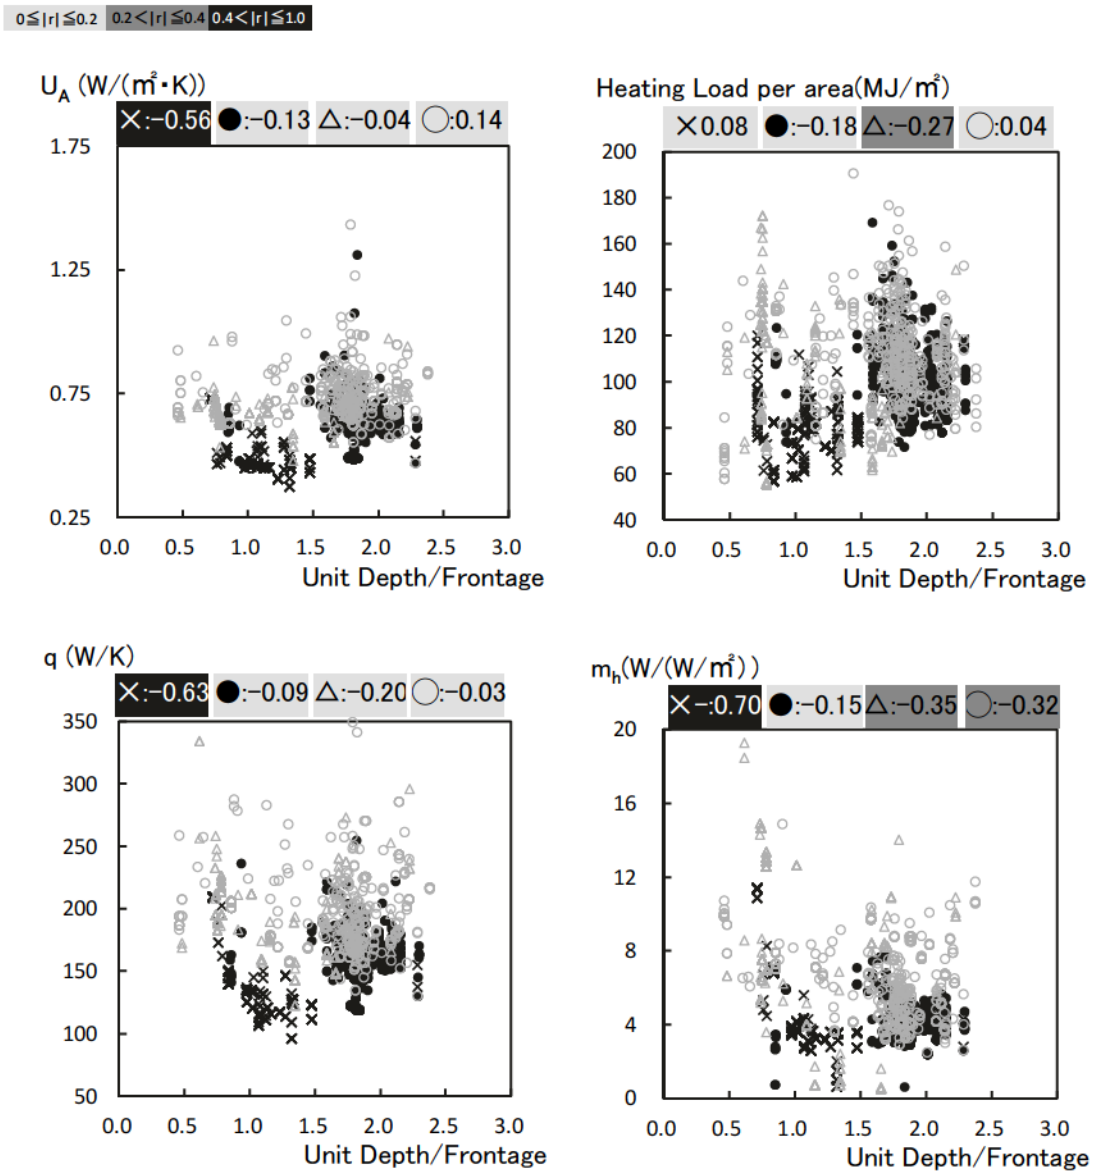 0≦|r|≦0.2 0.2<|r|≦0.4 0.4<|r|≦1.0
U_A (W/(㎡・K))
×:-0.56 ●:-0.13 △:-0.04 ○:0.14
1.75
1.25
0.75
0.25
0.0 0.5 1.0 1.5 2.0 2.5 3.0
Unit Depth/Frontage
Heating Load per area(MJ/㎡)
×0.08 ●:-0.18 △:-0.27 ○:0.04
200
180
160
140
120
100
80
60
40
0.0 0.5 1.0 1.5 2.0 2.5 3.0
Unit Depth/Frontage
q (W/K)
×:-0.63 ●:-0.09 △:-0.20 ○:-0.03
350
300
250
200
150
100
50
0.0 0.5 1.0 1.5 2.0 2.5 3.0
Unit Depth/Frontage
m_h(W/(W/㎡))
×-:0.70 ●:-0.15 △:-0.35 ○:-0.32
20
16
12
8
4
0
0.0 0.5 1.0 1.5 2.0 2.5 3.0
Unit Depth/Frontage